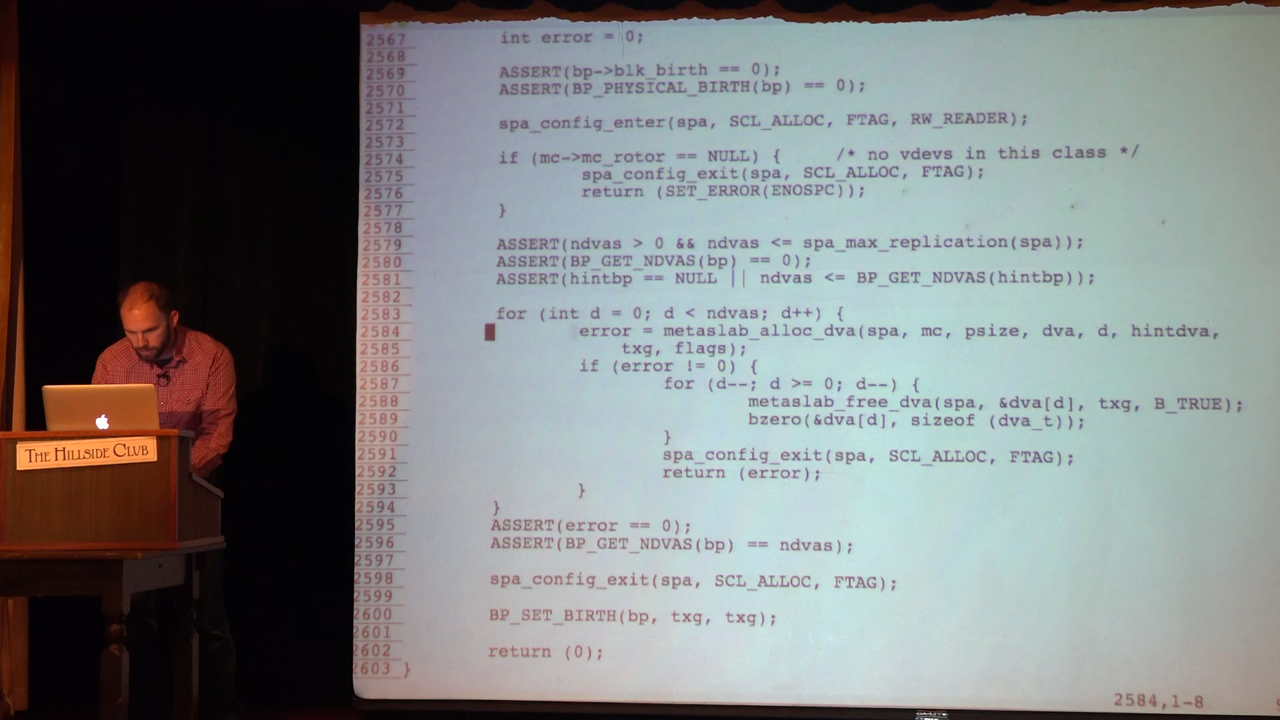 2567 int error = 0;
2568
2569 ASSERT(bp->blk_birth == 0);
2570 ASSERT(BP_PHYSICAL_BIRTH(bp) == 0);
2571
2572 spa_config_enter(spa, SCL_ALLOC, FTAG, RW_READER);
2573
2574 if (mc->mc_rotor == NULL) { /* no vdevs in this class */
2575 spa_config_exit(spa, SCL_ALLOC, FTAG);
2576 return (SET_ERROR(ENOSPC));
2577 }
2578
2579 ASSERT(ndvas > 0 && ndvas <= spa_max_replication(spa));
2580 ASSERT(BP_GET_NDVAS(bp) == 0);
2581 ASSERT(hintbp == NULL || ndvas <= BP_GET_NDVAS(hintbp));
2582
2583 for (int d = 0; d < ndvas; d++) {
2584 error = metaslab_alloc_dva(spa, mc, psize, dva, d, hintdva,
2585 txg, flags);
2586 if (error != 0) {
2587 for (d--; d >= 0; d--) {
2588 metaslab_free_dva(spa, &dva[d], txg, B_TRUE);
2589 bzero(&dva[d], sizeof (dva_t));
2590 }
2591 spa_config_exit(spa, SCL_ALLOC, FTAG);
2592 return (error);
2593 }
2594 }
2595 ASSERT(error == 0);
2596 ASSERT(BP_GET_NDVAS(bp) == ndvas);
2597
2598 spa_config_exit(spa, SCL_ALLOC, FTAG);
2599
2600 BP_SET_BIRTH(bp, txg, txg);
2601
2602 return (0);
2603 }
2584,1-8
THE HILLSIDE CLUB